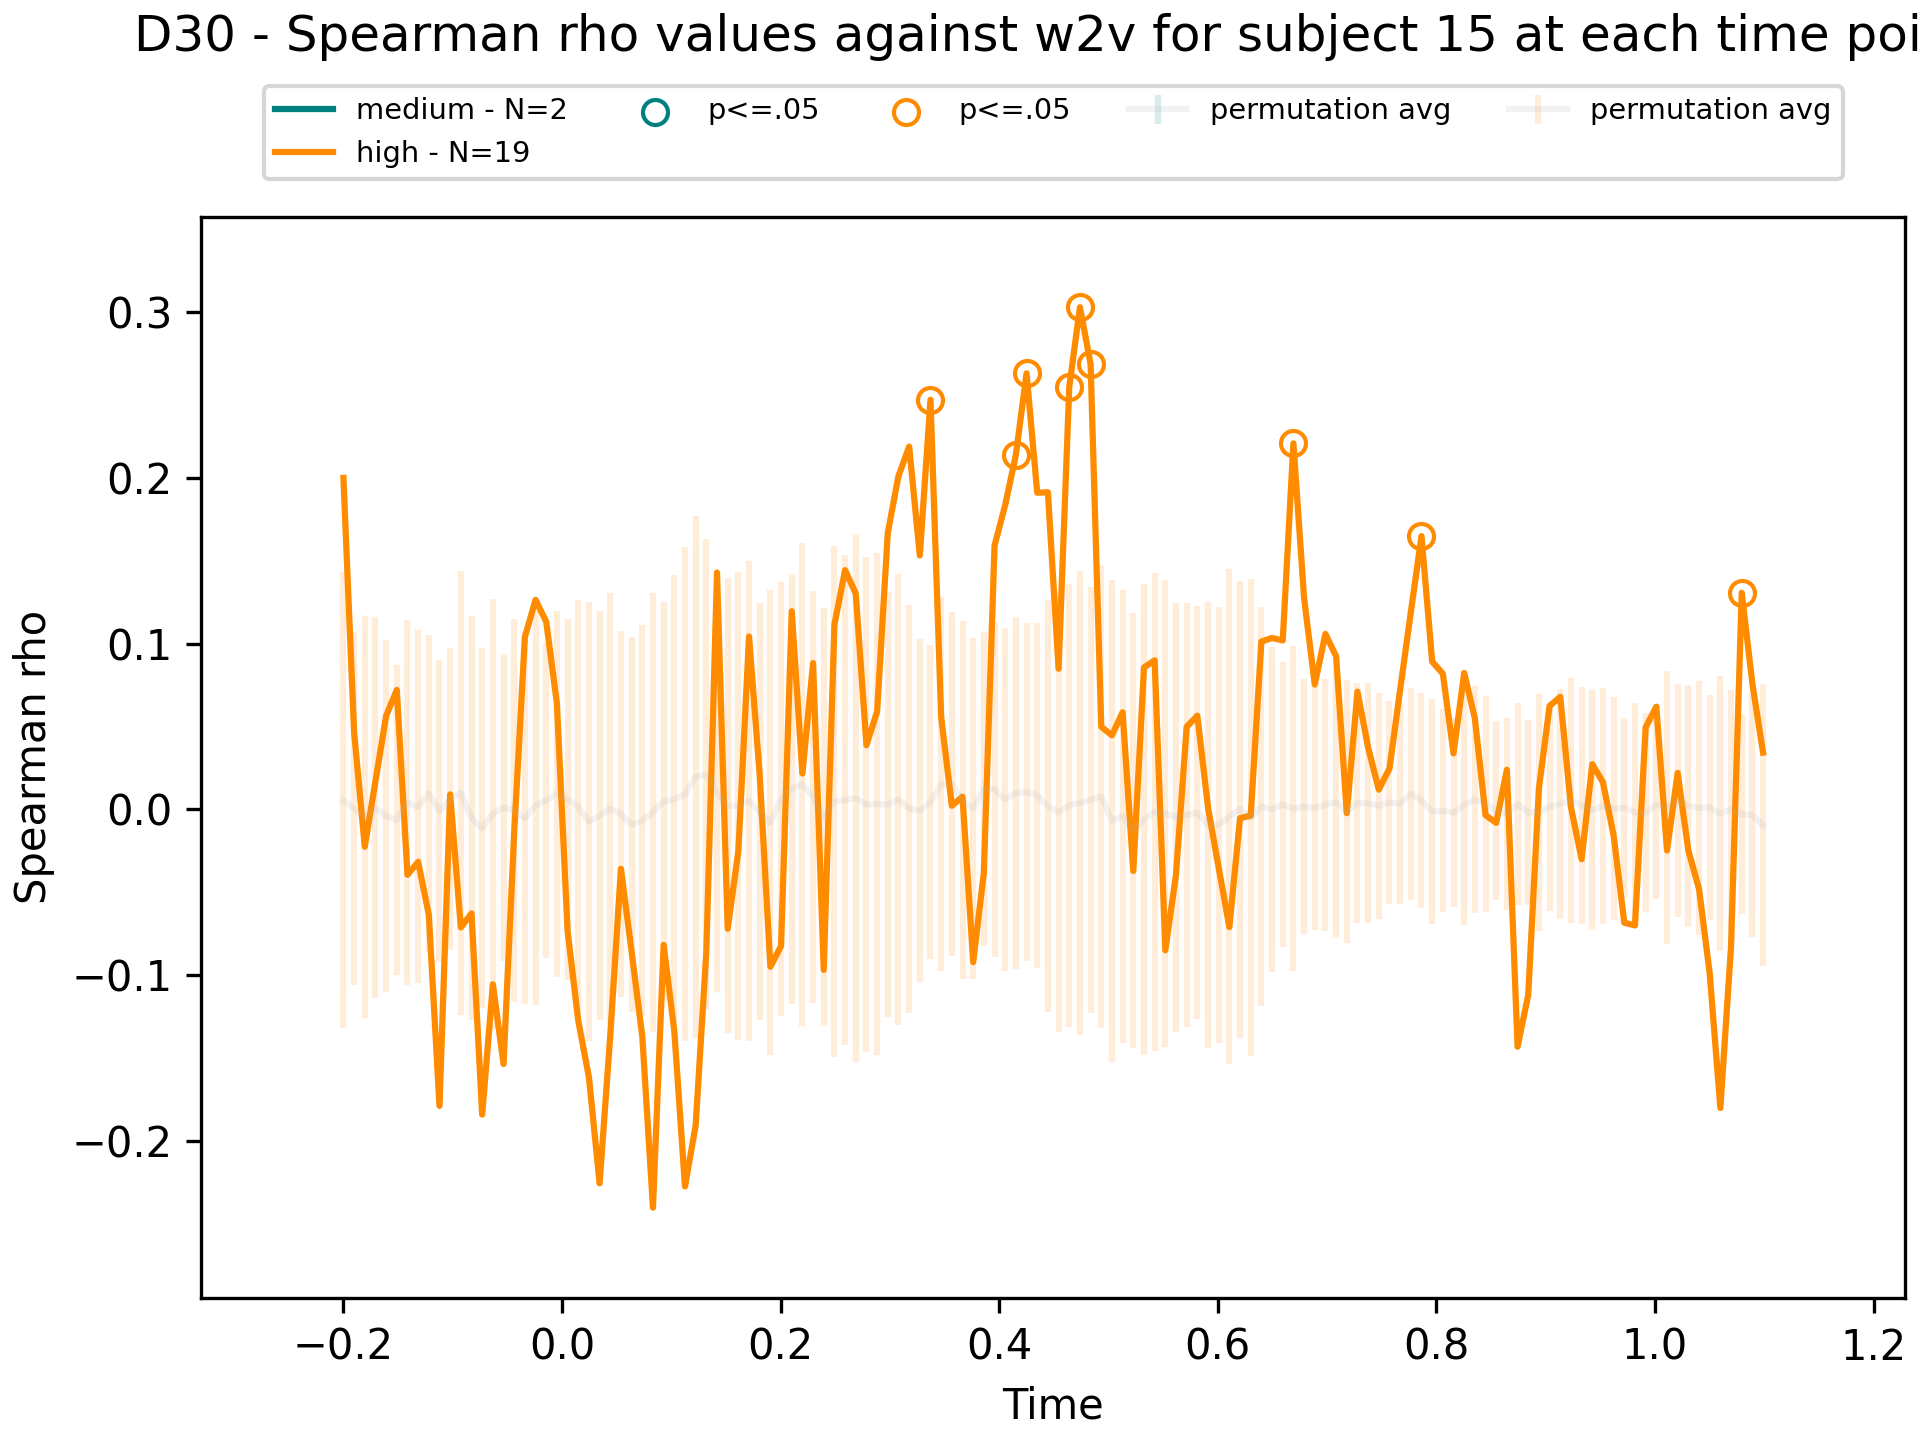 D30 - Spearman rho values against w2v for subject 15 at each time poi
medium - N=2
high - N=19
p<=.05
p<=.05
permutation avg
permutation avg
Spearman rho
0.3
0.2
0.1
0.0
−0.1
−0.2
−0.2 0.0 0.2 0.4 0.6 0.8 1.0 1.2
Time